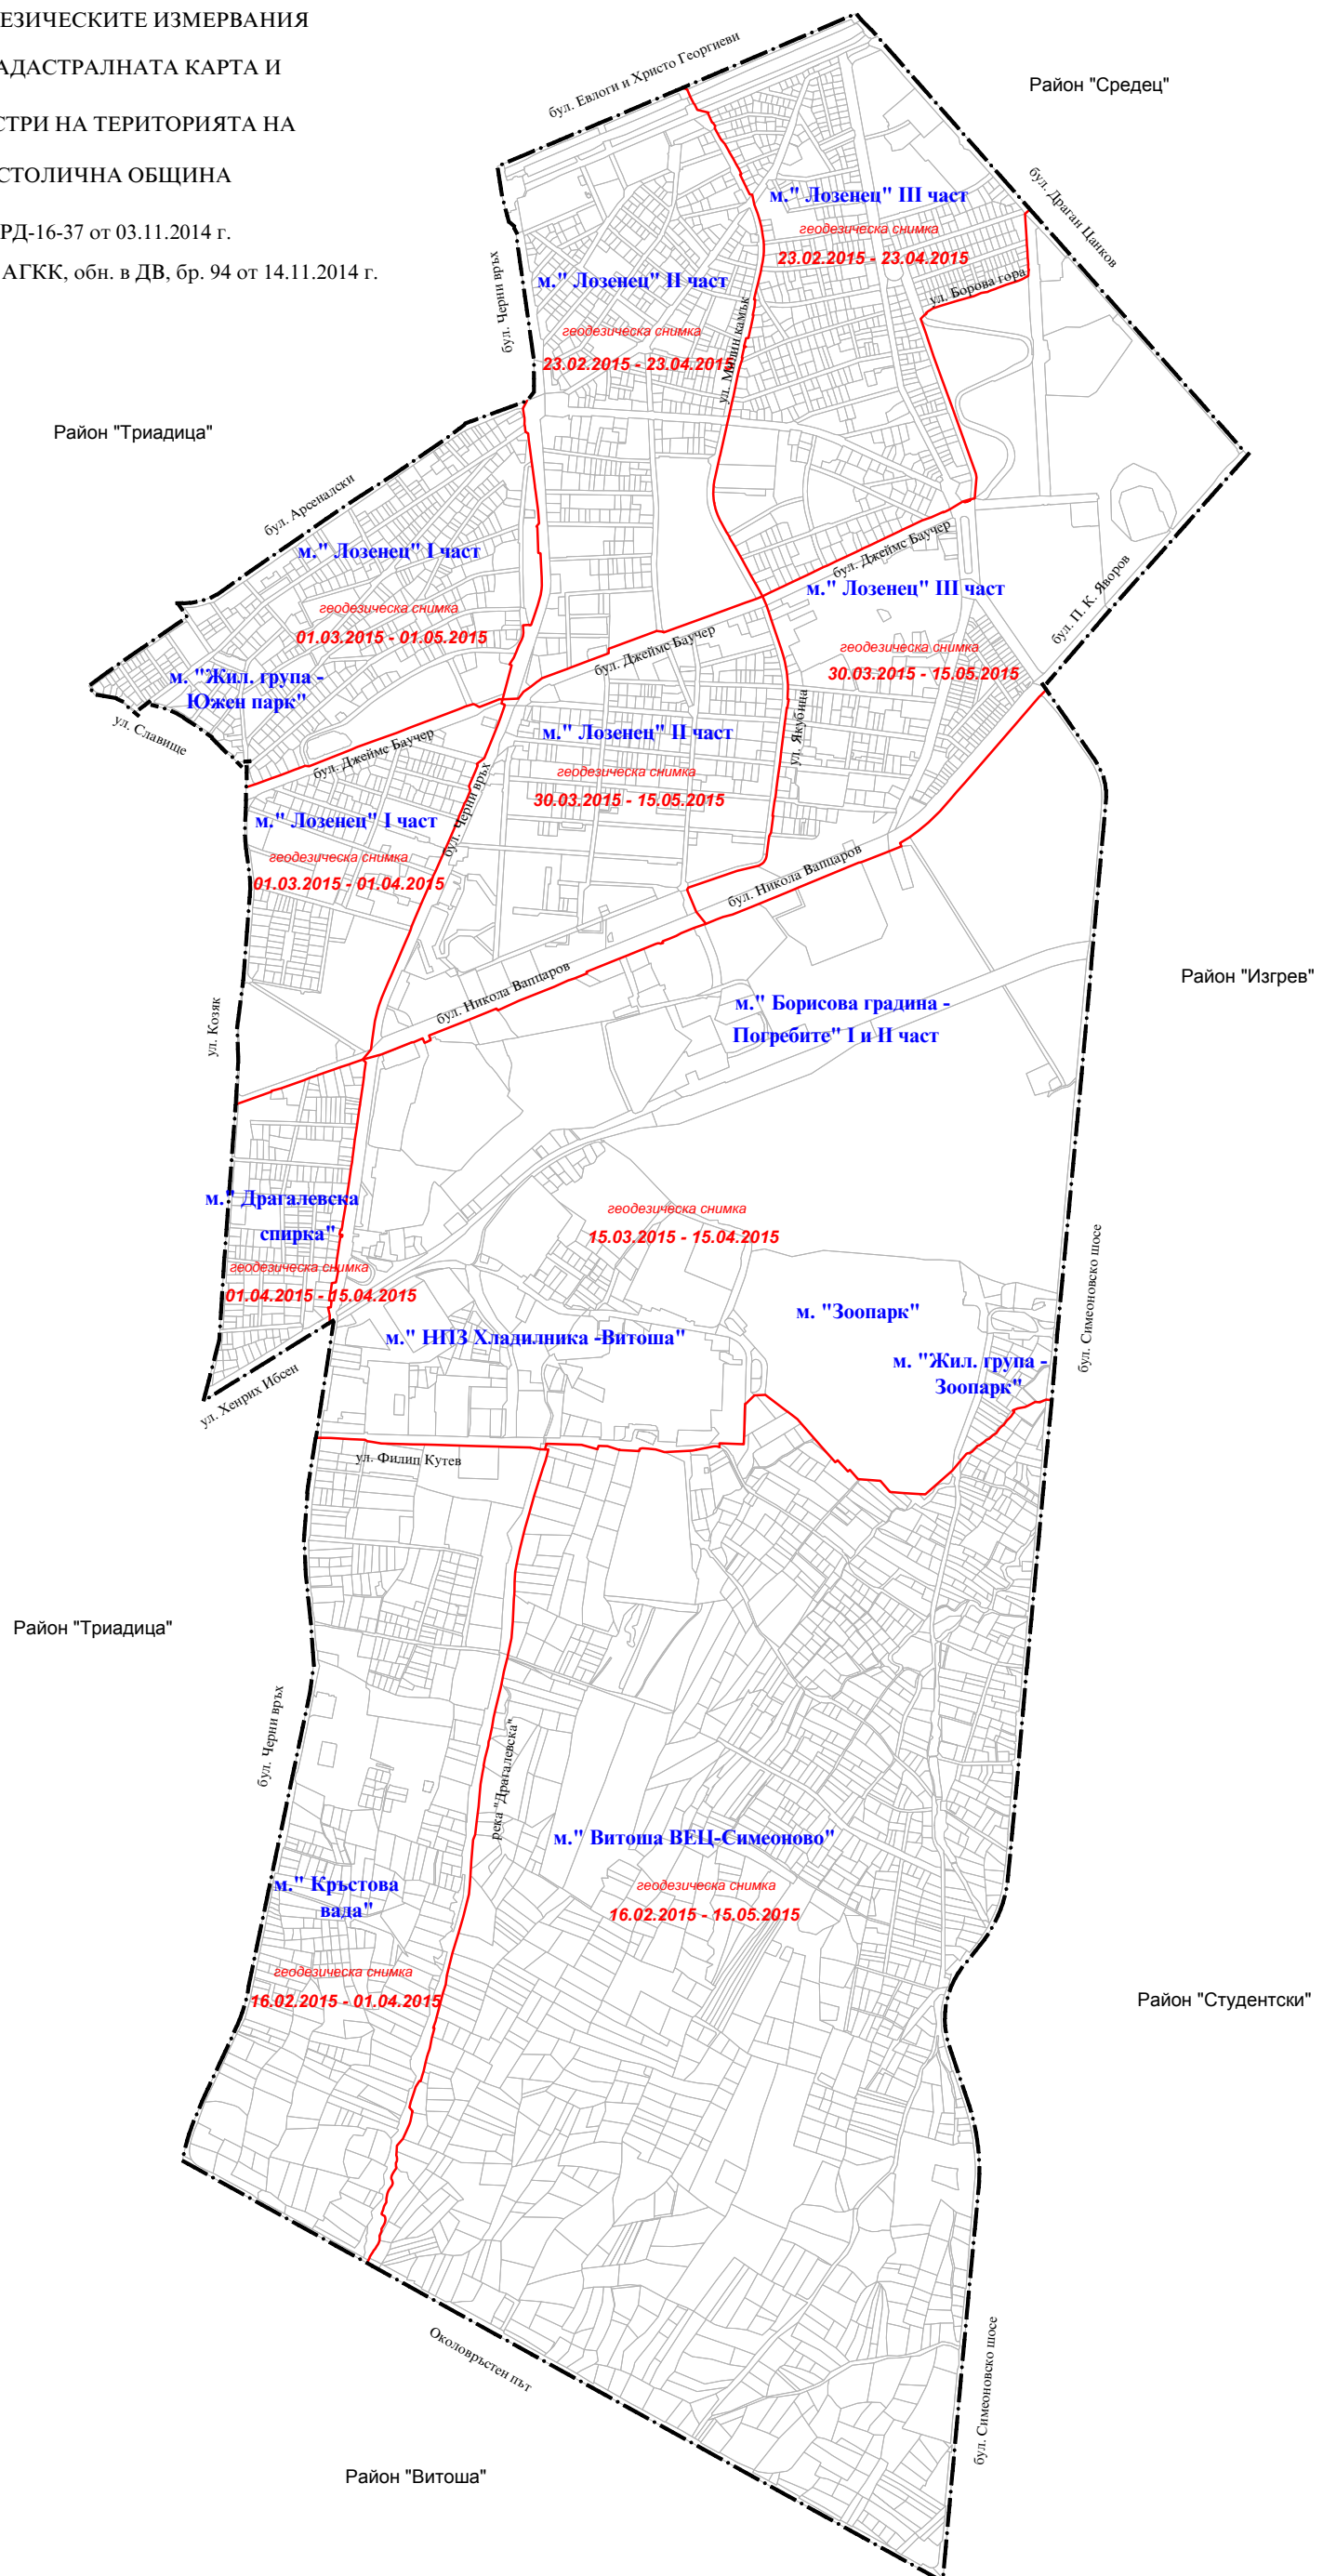 ЕЗИЧЕСКИТЕ ИЗМЕРВАНИЯ
АДАСТРАЛНАТА КАРТА И
СТРИ НА ТЕРИТОРИЯТА НА
СТОЛИЧНА ОБЩИНА
РД-16-37 от 03.11.2014 г.
АГКК, обн. в ДВ, бр. 94 от 14.11.2014 г.
бул. Евлоги и Христо Георгиеви
Район "Средец"
бул. Драган Цанков
м." Лозенец" III част
геодезическа снимка
23.02.2015 - 23.04.2015
ул. Борова гора
бул. Черни връх
м." Лозенец" II част
геодезическа снимка
23.02.2015 - 23.04.2015
ул. Милин камък
Район "Триадица"
бул. Арсеналски
м." Лозенец" I част
геодезическа снимка
01.03.2015 - 01.05.2015
м. "Жил. група -
Южен парк"
ул. Славище
бул. Джеймс Баучер
бул. Джеймс Баучер
бул. Джеймс Баучер
м." Лозенец" III част
геодезическа снимка
30.03.2015 - 15.05.2015
бул. П. К. Яворов
ул. Якубица
м." Лозенец" II част
геодезическа снимка
30.03.2015 - 15.05.2015
бул. Черни връх
м." Лозенец" I част
геодезическа снимка
01.03.2015 - 01.04.2015
бул. Никола Вапцаров
бул. Никола Вапцаров
ул. Козяк
Район "Изгрев"
м." Борисова градина -
Погребите" I и II част
м." Драгалевска
спирка"
геодезическа снимка
01.04.2015 - 15.04.2015
геодезическа снимка
15.03.2015 - 15.04.2015
бул. Симеоновско шосе
м. "Зоопарк"
м." НПЗ Хладилника -Витоша"
м. "Жил. група -
Зоопарк"
ул. Хенрих Ибсен
ул. Филип Кутев
Район "Триадица"
бул. Черни връх
река "Драгалевска"
м." Витоша ВЕЦ-Симеоново"
геодезическа снимка
16.02.2015 - 15.05.2015
м." Кръстова
вада"
геодезическа снимка
16.02.2015 - 01.04.2015
Район "Студентски"
Околовръстен път
бул. Симеоновско шосе
Район "Витоша"